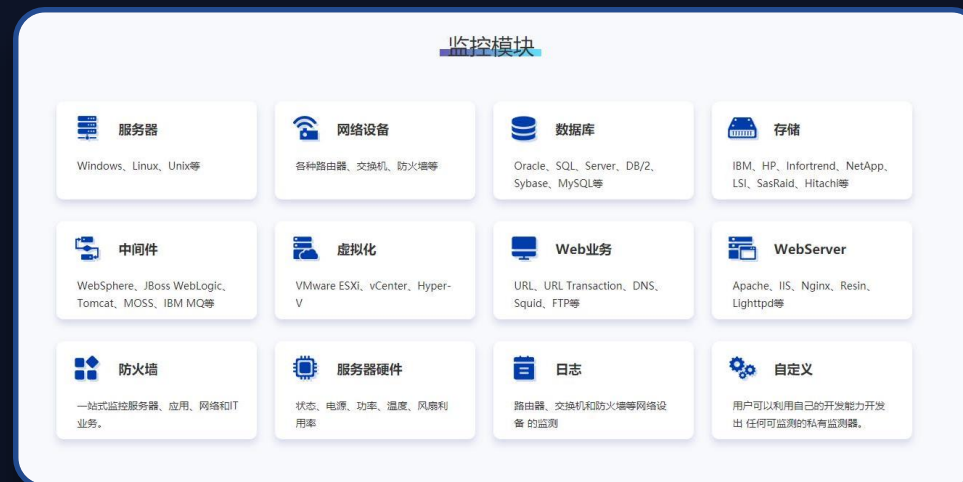 监控模块
服务器
Windows、Linux、Unix等
网络设备
各种路由器、交换机、防火墙等
数据库
Oracle、SQL、Server、DB/2、
Sybase、MySQL等
存储
IBM、HP、Infortrend、NetApp、
LSI、SasRaid、Hitachi等
中间件
WebSphere、JBoss WebLogic、
Tomcat、MOSS、IBM MQ等
虚拟化
VMware ESXi、vCenter、Hyper-
V
Web业务
URL、URL Transaction、DNS、
Squid、FTP等
WebServer
Apache、IIS、Nginx、Resin、
Lighttpd等
防火墙
一站式监控服务器、应用、网络和IT
业务。
服务器硬件
状态、电源、功率、温度、风扇利
用率
日志
路由器、交换机和防火墙等网络设
备 的监测
自定义
用户可以利用自己的开发能力开发
出 任何可监测的私有监测器。